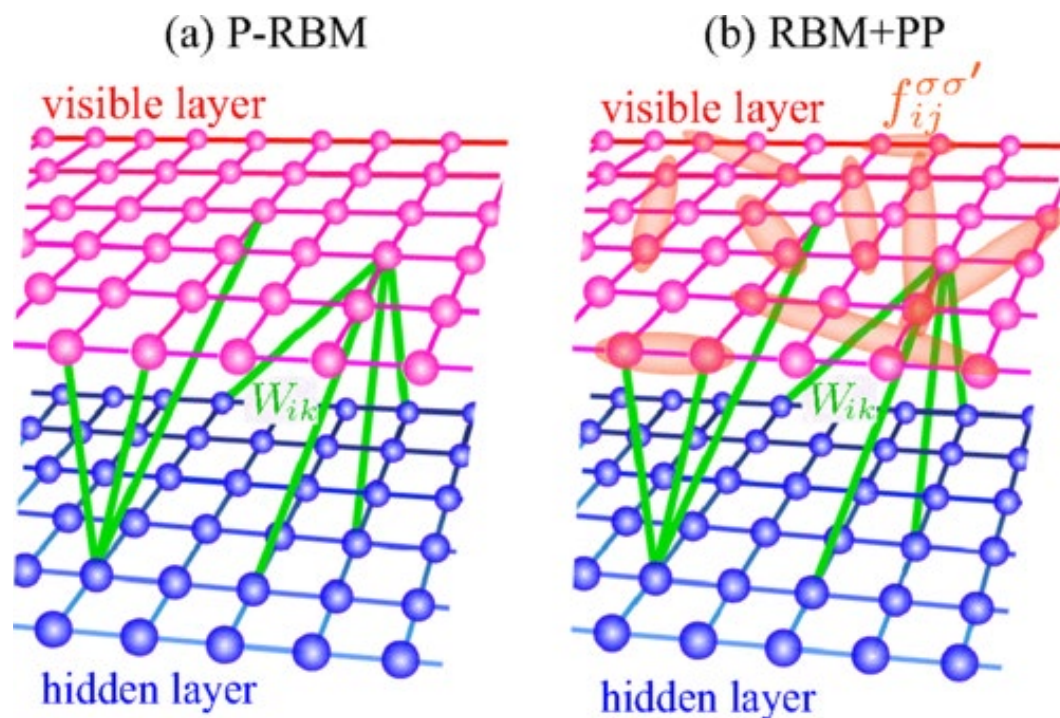 (a) P-RBM
visible layer
W_{ik}
hidden layer
(b) RBM+PP
f_{ij}^{σσ'}
visible layer
W_{ik}
hidden layer